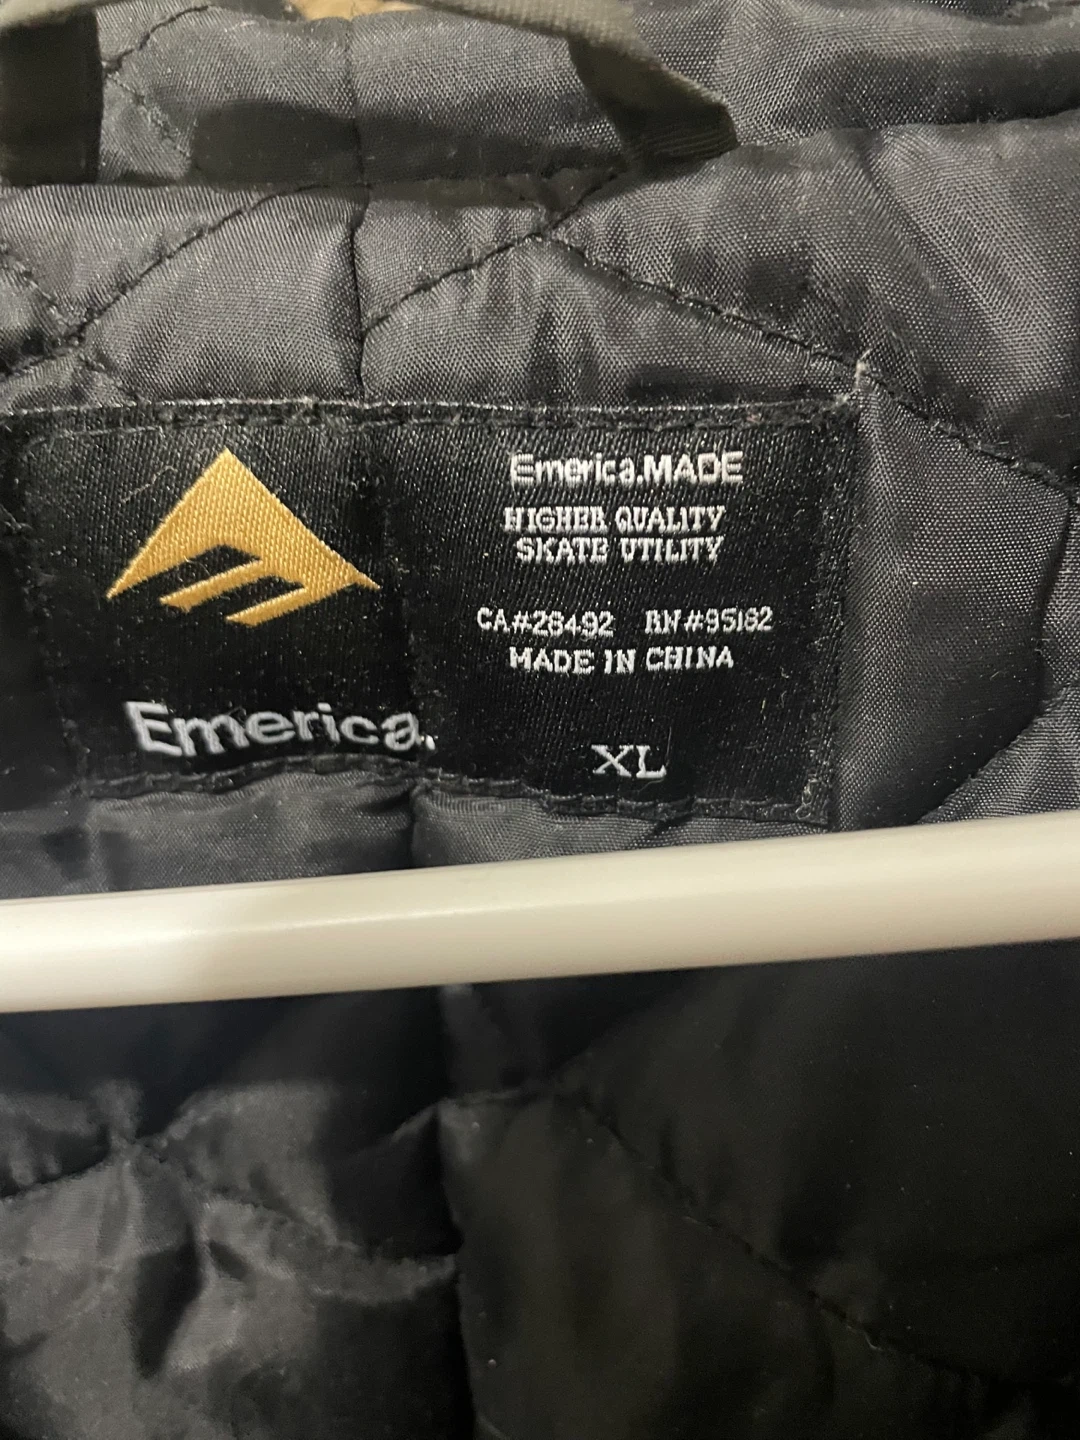 Emerica.
Emerica.MADE
HIGHER QUALITY
SKATE UTILITY
CA#28492 RN#95182
MADE IN CHINA
XL